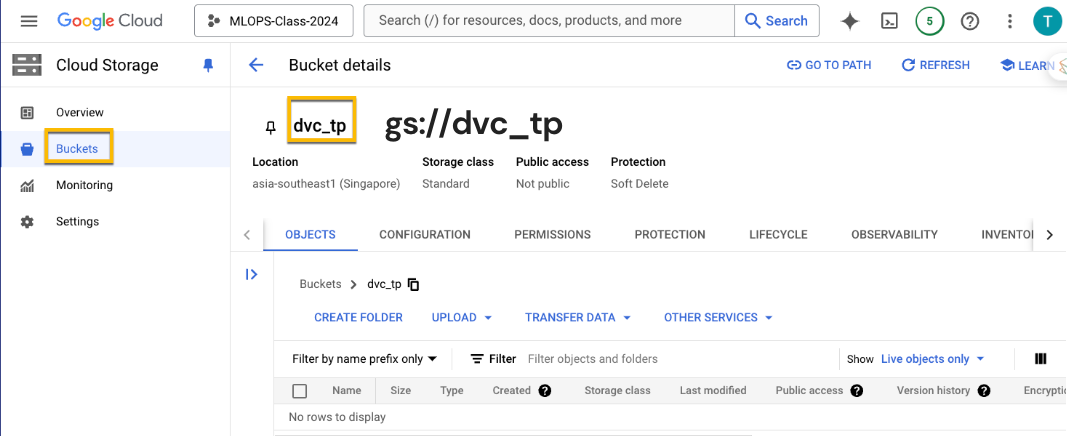 Google Cloud
MLOPS-Class-2024
Search (/) for resources, docs, products, and more
Search
5
T
Cloud Storage
Bucket details
GO TO PATH
REFRESH
LEARN
Overview
Buckets
Monitoring
Settings
dvc_tp
gs://dvc_tp
Location
Storage class
Public access
Protection
asia-southeast1 (Singapore)
Standard
Not public
Soft Delete
OBJECTS
CONFIGURATION
PERMISSIONS
PROTECTION
LIFECYCLE
OBSERVABILITY
INVENTO
Buckets
dvc_tp
CREATE FOLDER
UPLOAD
TRANSFER DATA
OTHER SERVICES
Filter by name prefix only
Filter
Filter objects and folders
Show
Live objects only
Name
Size
Type
Created
Storage class
Last modified
Public access
Version history
Encrypti
No rows to display